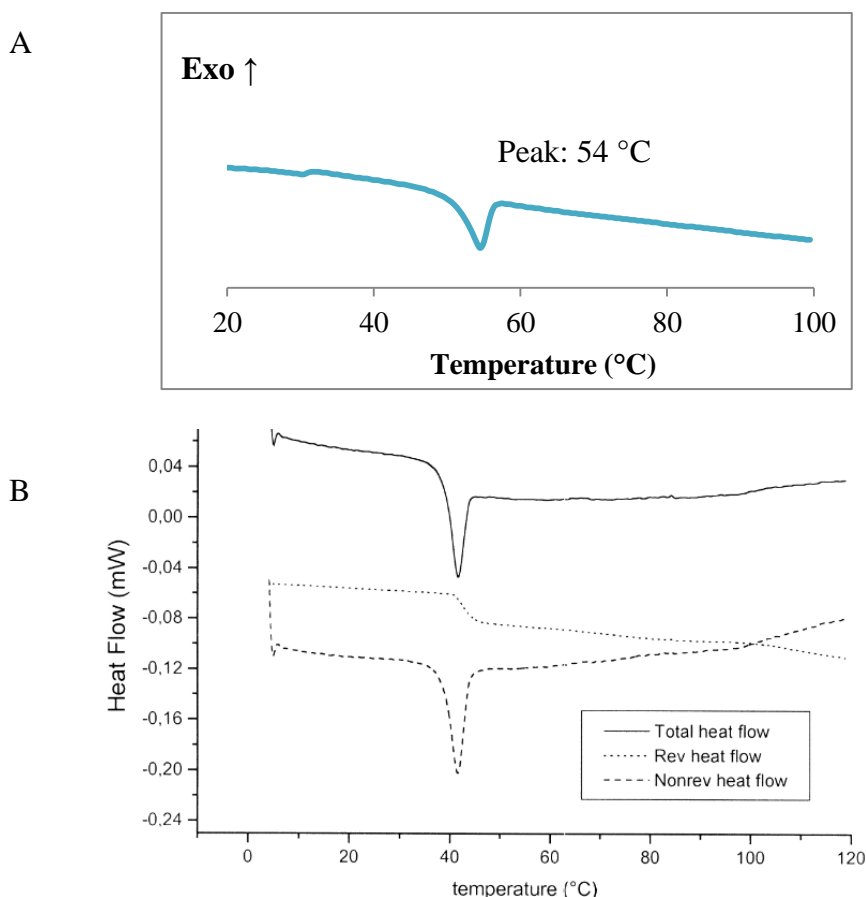 A
Exo ↑
Peak: 54 °C
20 40 60 80 100
Temperature (°C)
B
0,04
0,00
-0,04
-0,08
-0,12
-0,16
-0,20
-0,24
Heat Flow (mW)
Total heat flow
Rev heat flow
Nonrev heat flow
0 20 40 60 80 100 120
temperature (°C)